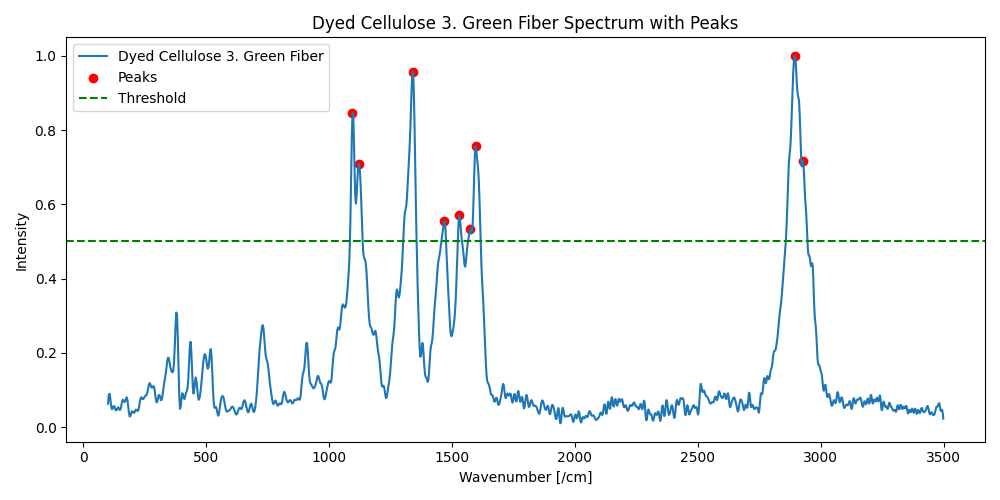 Dyed Cellulose 3. Green Fiber Spectrum with Peaks
Dyed Cellulose 3. Green Fiber
Peaks
Threshold
Intensity
1.0
0.8
0.6
0.4
0.2
0.0
0
500
1000
1500
2000
2500
3000
3500
Wavenumber [/cm]